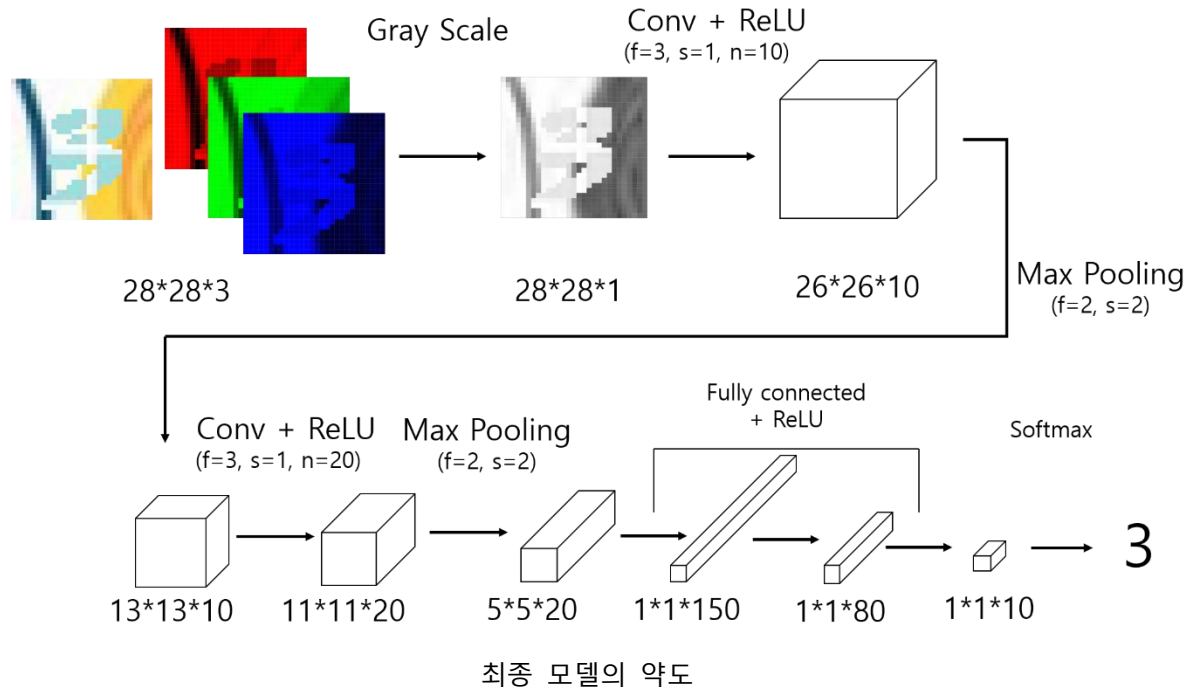 Gray Scale
Conv + ReLU
(f=3, s=1, n=10)
28*28*3
28*28*1
26*26*10
Max Pooling
(f=2, s=2)
Conv + ReLU
(f=3, s=1, n=20)
Max Pooling
(f=2, s=2)
Fully connected
+ ReLU
Softmax
3
13*13*10
11*11*20
5*5*20
1*1*150
1*1*80
1*1*10
최종 모델의 약도